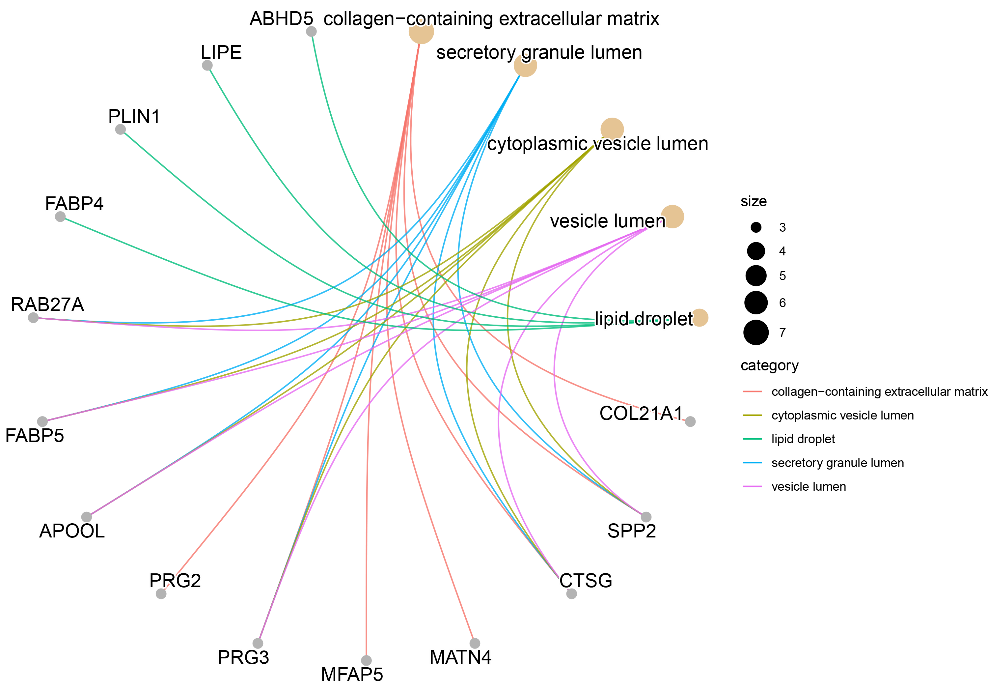 ABHD5 collagen−containing extracellular matrix
LIPE
secretory granule lumen
PLIN1
cytoplasmic vesicle lumen
FABP4
vesicle lumen
RAB27A
lipid droplet
FABP5
COL21A1
APOOL
SPP2
PRG2
CTSG
PRG3
MFAP5
MATN4
size
3
4
5
6
7
category
collagen−containing extracellular matrix
cytoplasmic vesicle lumen
lipid droplet
secretory granule lumen
vesicle lumen